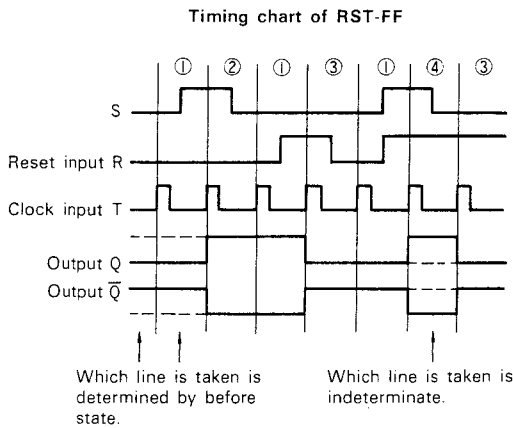 Timing chart of RST-FF
① ② ① ③ ① ④ ③
S
Reset input R
Clock input T
Output Q
Output Q̅
Which line is taken is
determined by before
state.
Which line is taken is
indeterminate.